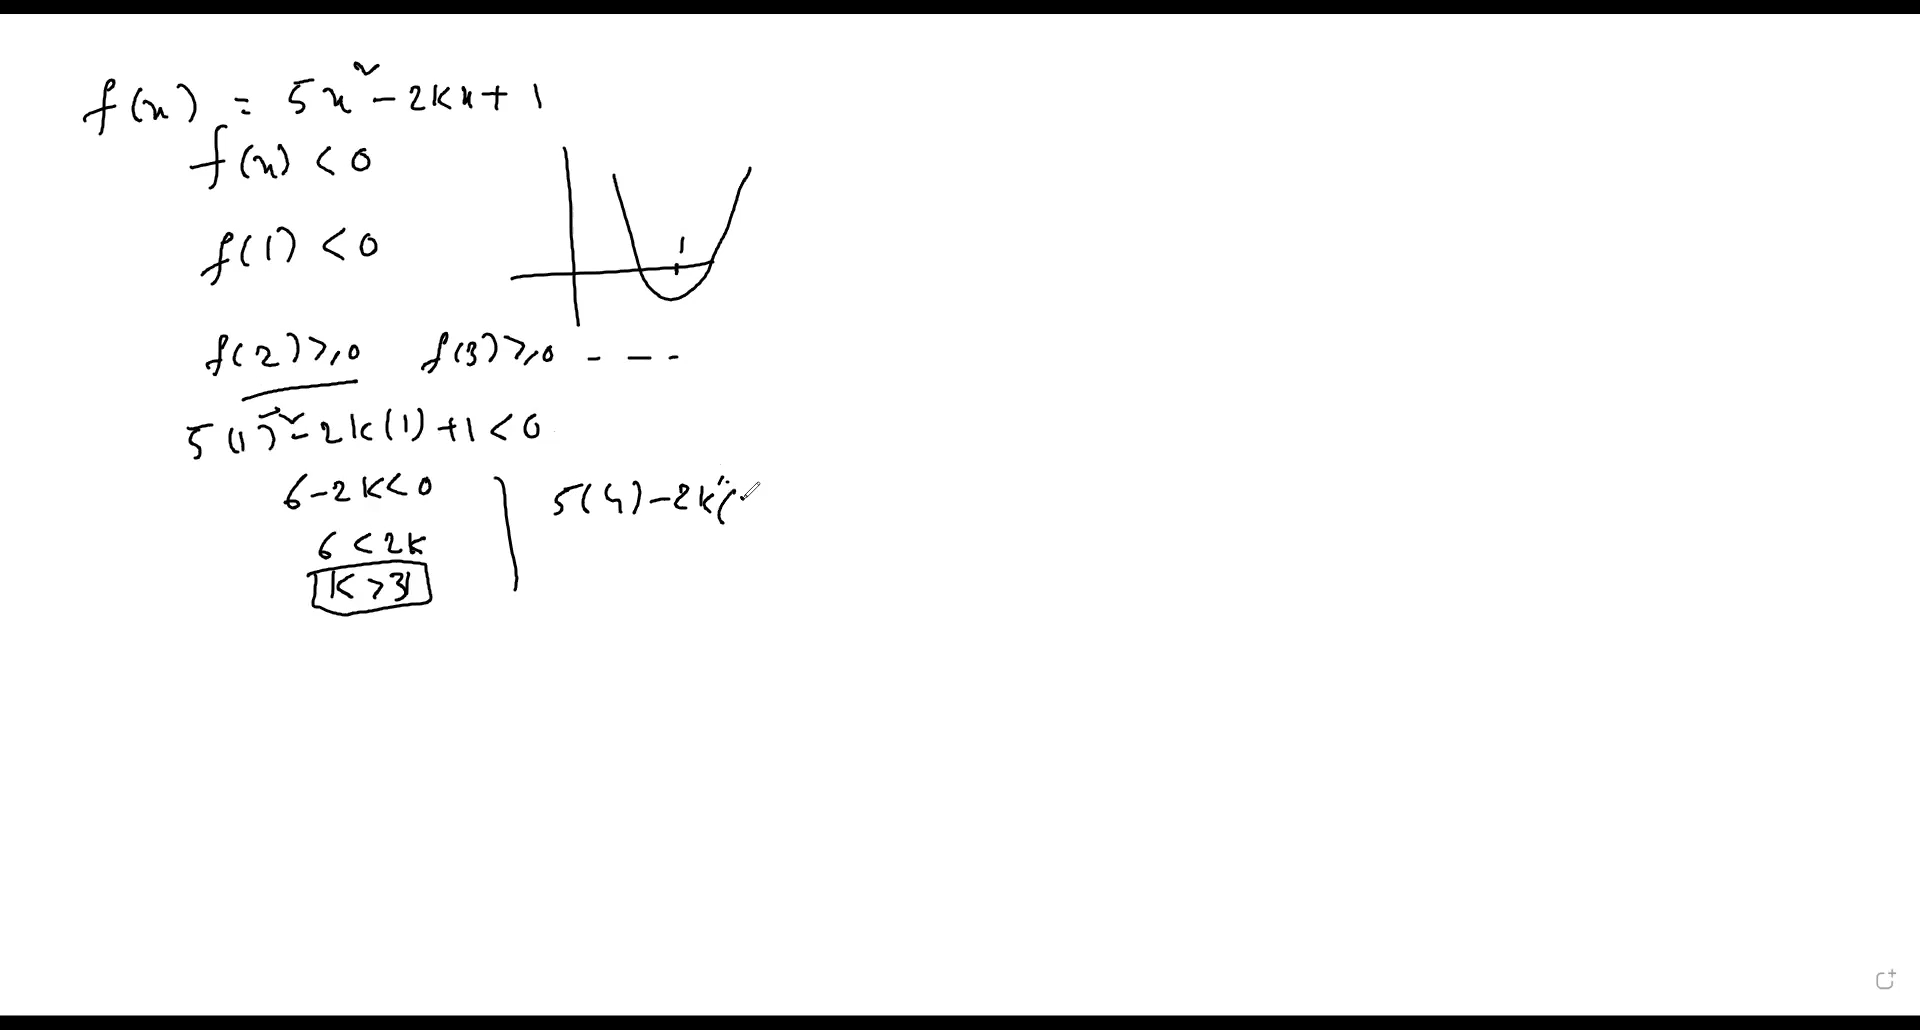 f(x) = 5x² - 2kx + 1
f(x) < 0
1
f(1) < 0
f(2) ≥ 0 f(3) ≥ 0 - - -
5(1)² - 2k(1) + 1 < 0
6 - 2k < 0
5(4) - 2k(
6 < 2k
k > 3